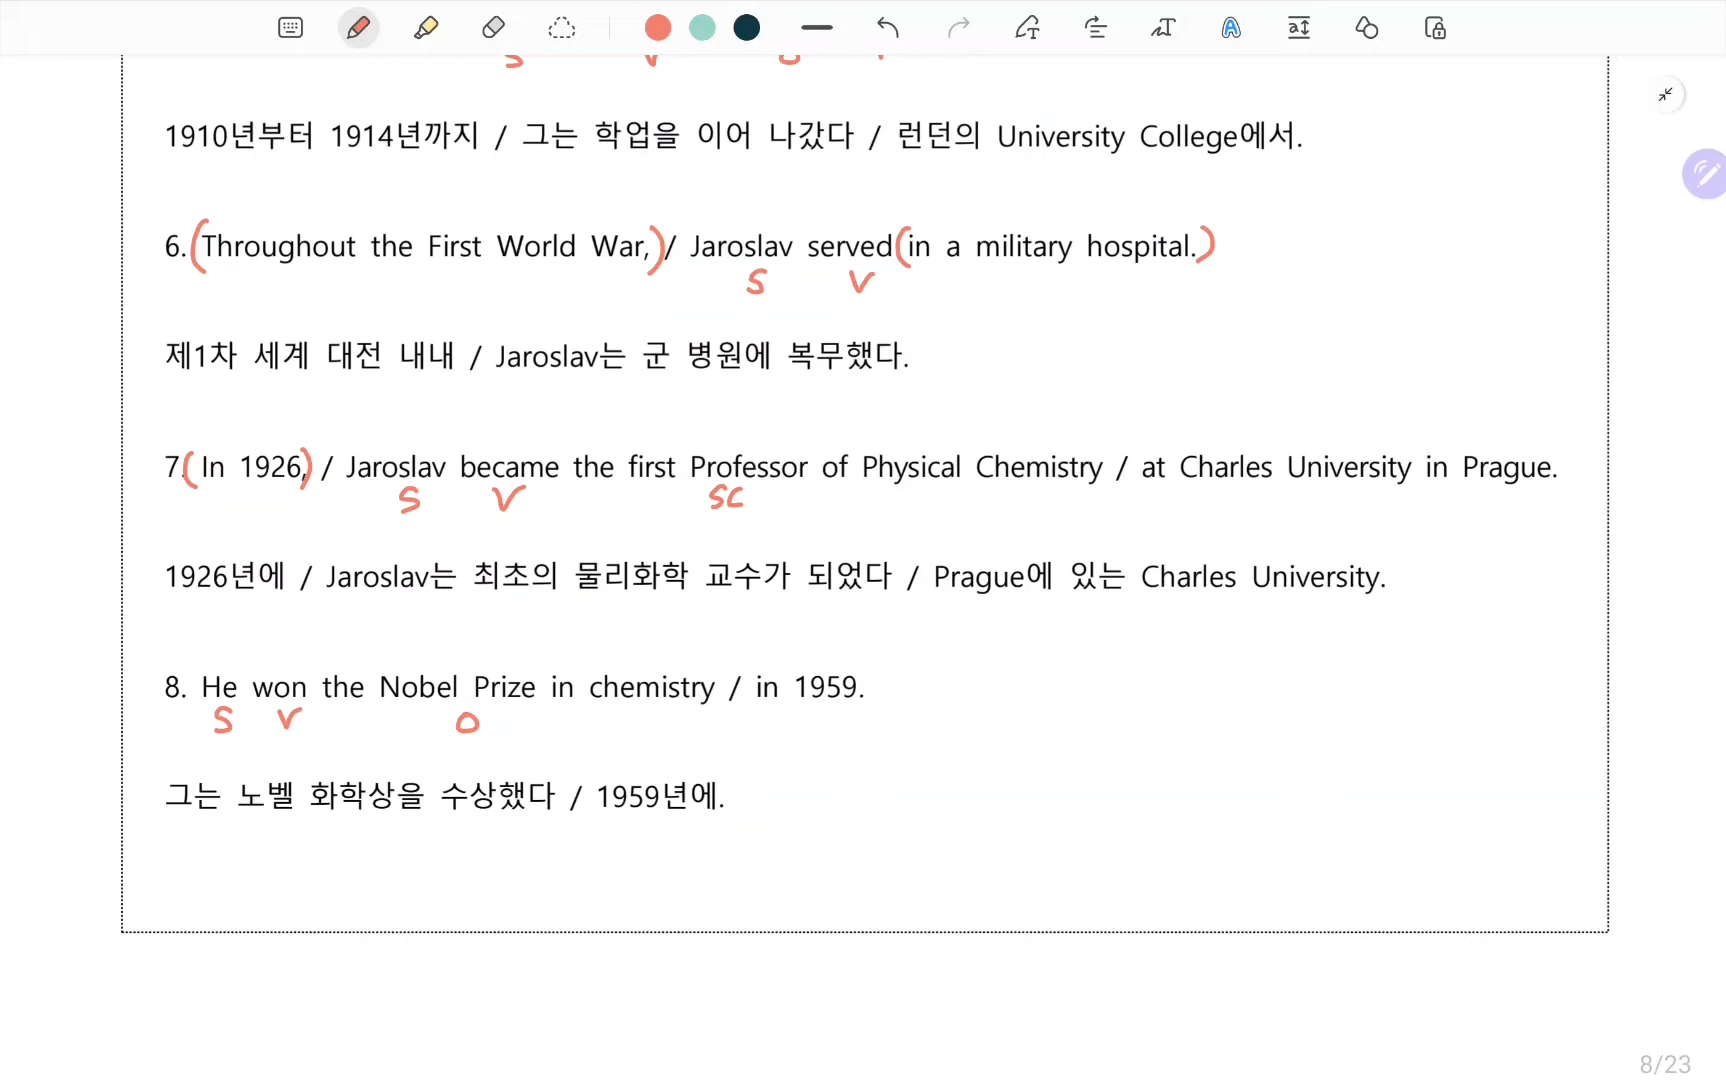 S V O
1910년부터 1914년까지 / 그는 학업을 이어 나갔다 / 런던의 University College에서.
6. (Throughout the First World War,) / Jaroslav served (in a military hospital.)
S V
제1차 세계 대전 내내 / Jaroslav는 군 병원에 복무했다.
7. (In 1926,) / Jaroslav became the first Professor of Physical Chemistry / at Charles University in Prague.
S V SC
1926년에 / Jaroslav는 최초의 물리화학 교수가 되었다 / Prague에 있는 Charles University.
8. He won the Nobel Prize in chemistry / in 1959.
S V O
그는 노벨 화학상을 수상했다 / 1959년에.
8/23